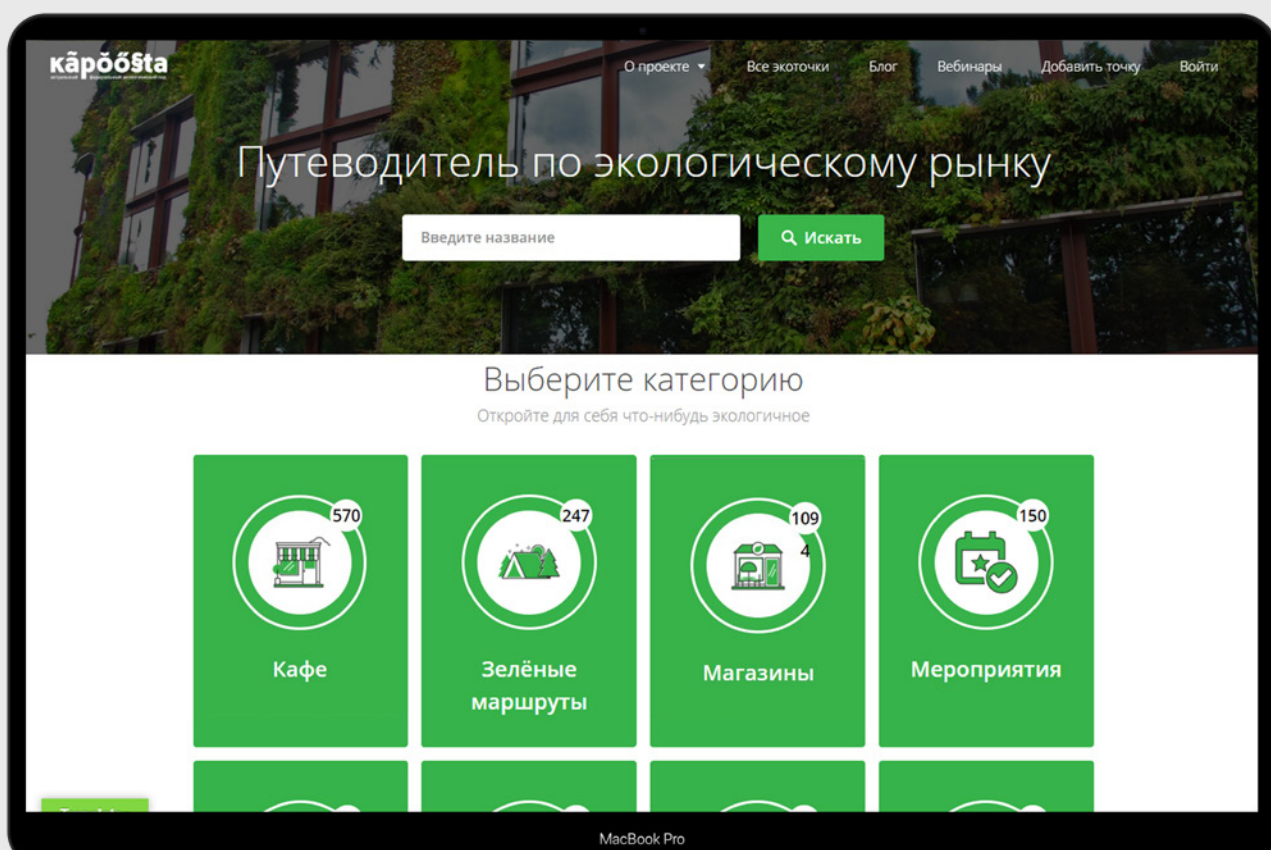 кãpŏőşta
О проекте
Все экоточки
Блог
Вебинары
Добавить точку
Войти
Путеводитель по экологическому рынку
Введите название
Искать
Выберите категорию
Откройте для себя что-нибудь экологичное
570
247
109
4
150
Кафе
Зелёные
маршруты
Магазины
Мероприятия
MacBook Pro